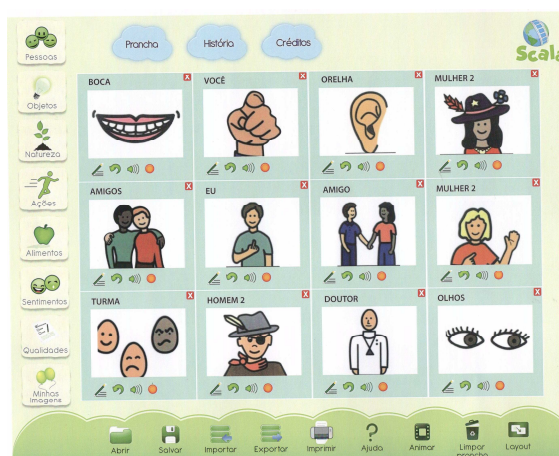 Pessoas
Objetos
Natureza
Ações
Alimentos
Sentimentos
Qualidades
Minhas
Imagens
Prancha
História
Créditos
Scala
BOCA
VOCÊ
ORELHA
MULHER 2
AMIGOS
EU
AMIGO
MULHER 2
TURMA
HOMEM 2
DOUTOR
OLHOS
Abrir
Salvar
Importar
Exportar
Imprimir
Ajuda
Animar
Limpar
prancha
Layout